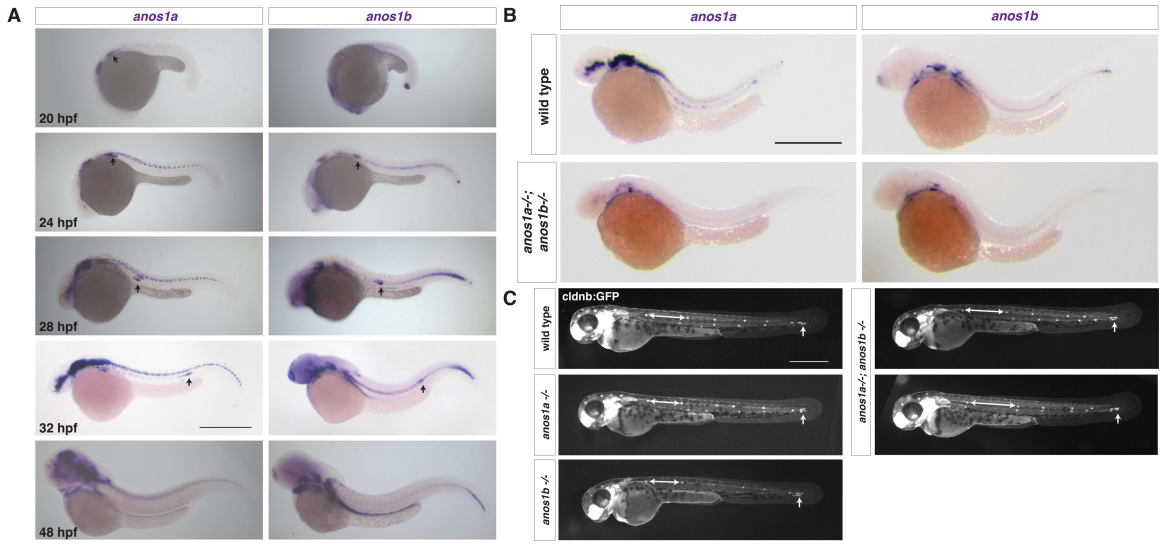 A
anos1a
anos1b
20 hpf
24 hpf
28 hpf
32 hpf
48 hpf
B
anos1a
anos1b
wild type
anos1a-/-;
anos1b-/-
C
cldnb:GFP
wild type
anos1a -/-
anos1b -/-
anos1a-/-; anos1b -/-